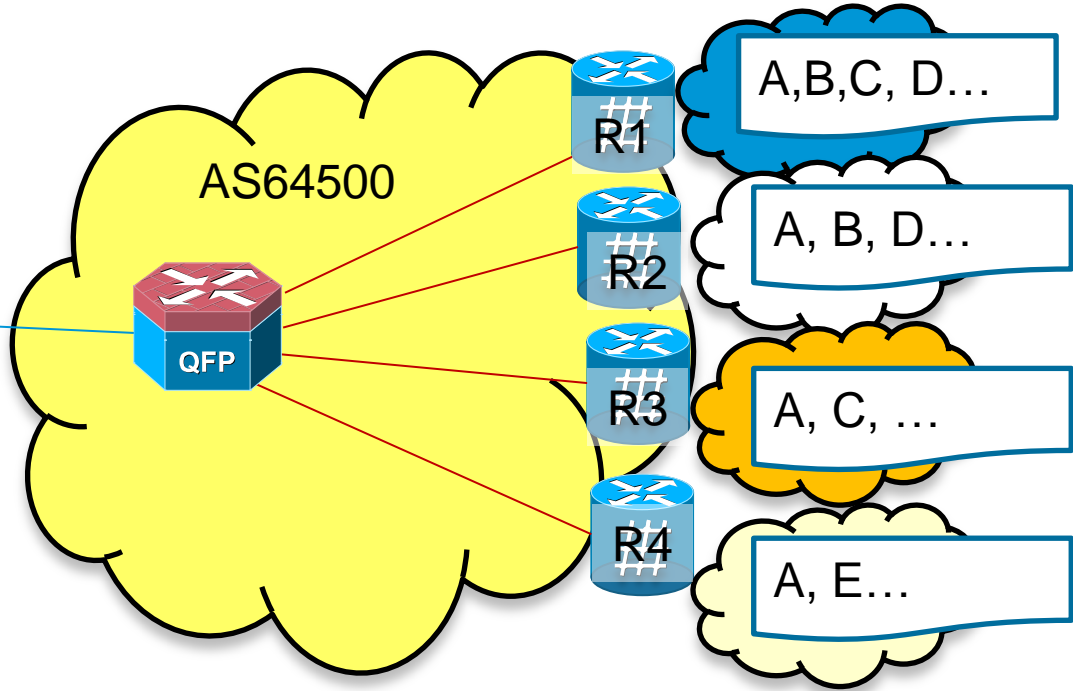 A,B,C, D…
R1
AS64500
A, B, D…
R2
QFP
A, C, …
R3
R4
A, E…